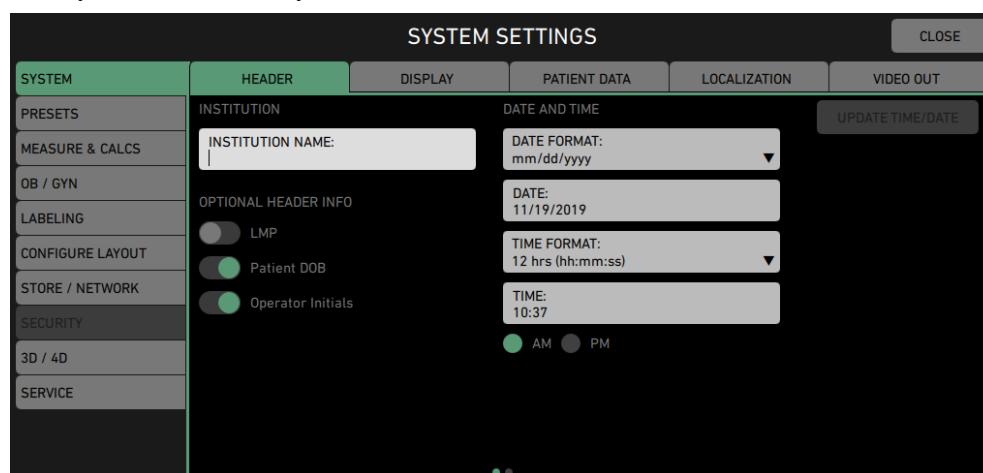 SYSTEM SETTINGS
CLOSE
SYSTEM
HEADER
DISPLAY
PATIENT DATA
LOCALIZATION
VIDEO OUT
PRESETS
MEASURE & CALCS
OB / GYN
LABELING
CONFIGURE LAYOUT
STORE / NETWORK
SECURITY
3D / 4D
SERVICE
INSTITUTION
INSTITUTION NAME:
OPTIONAL HEADER INFO
LMP
Patient DOB
Operator Initials
DATE AND TIME
DATE FORMAT:
mm/dd/yyyy
DATE:
11/19/2019
TIME FORMAT:
12 hrs (hh:mm:ss)
TIME:
10:37
AM PM
UPDATE TIME/DATE